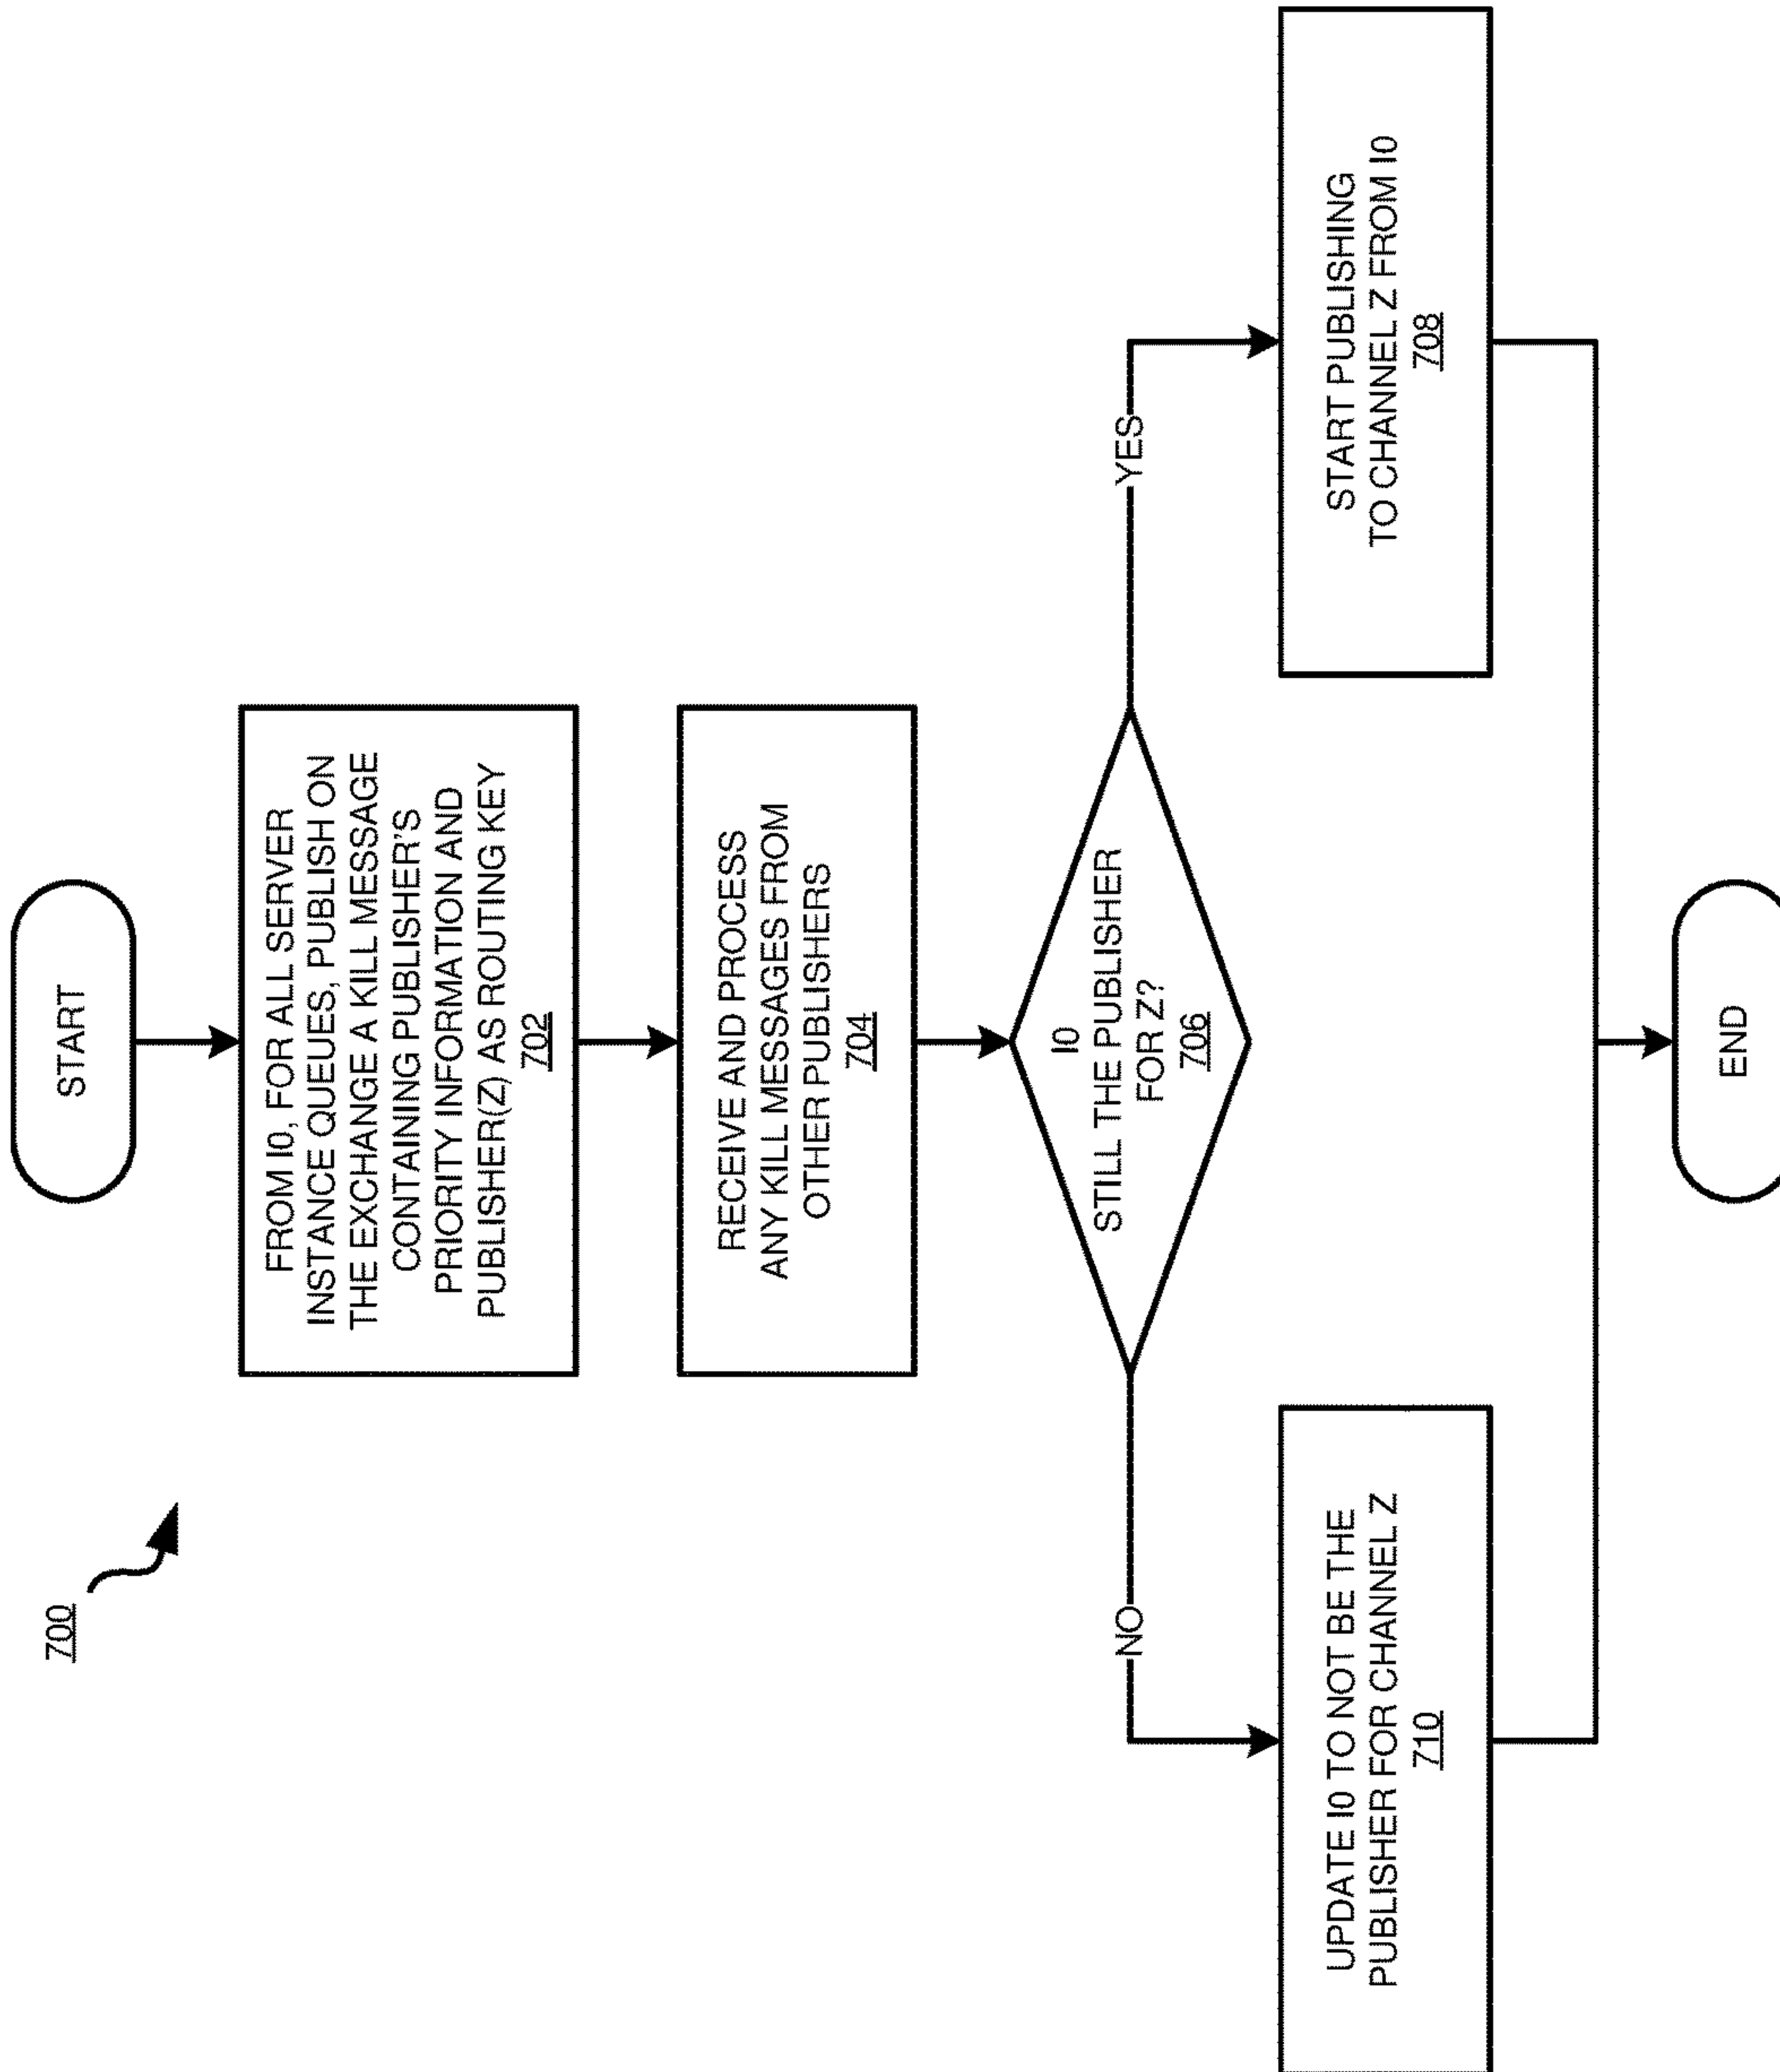 700
START
FROM I0, FOR ALL SERVER
INSTANCE QUEUES, PUBLISH ON
THE EXCHANGE A KILL MESSAGE
CONTAINING PUBLISHER'S
PRIORITY INFORMATION AND
PUBLISHER(Z) AS ROUTING KEY
702
RECEIVE AND PROCESS
ANY KILL MESSAGES FROM
OTHER PUBLISHERS
704
I0
STILL THE PUBLISHER
FOR Z?
706
NO
YES
UPDATE I0 TO NOT BE THE
PUBLISHER FOR CHANNEL Z
710
START PUBLISHING
TO CHANNEL Z FROM I0
708
END